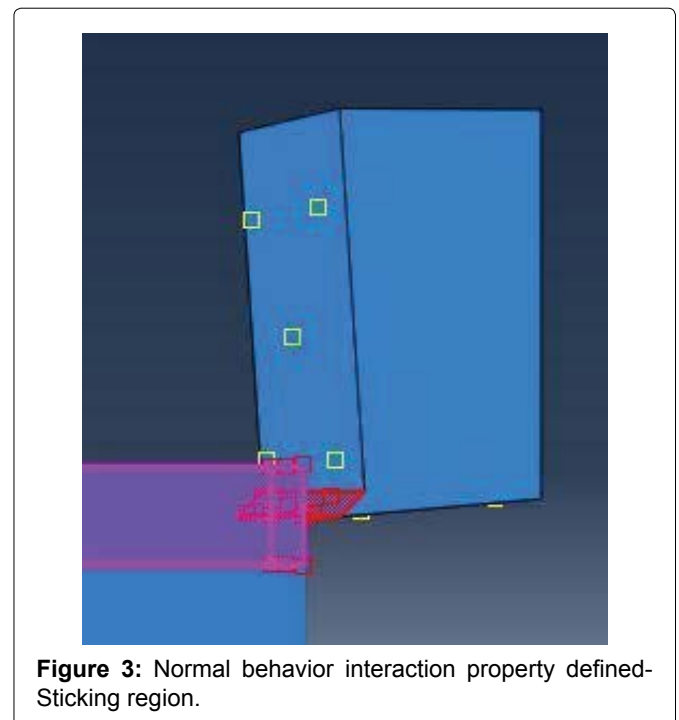 Figure 3: Normal behavior interaction property defined-
Sticking region.